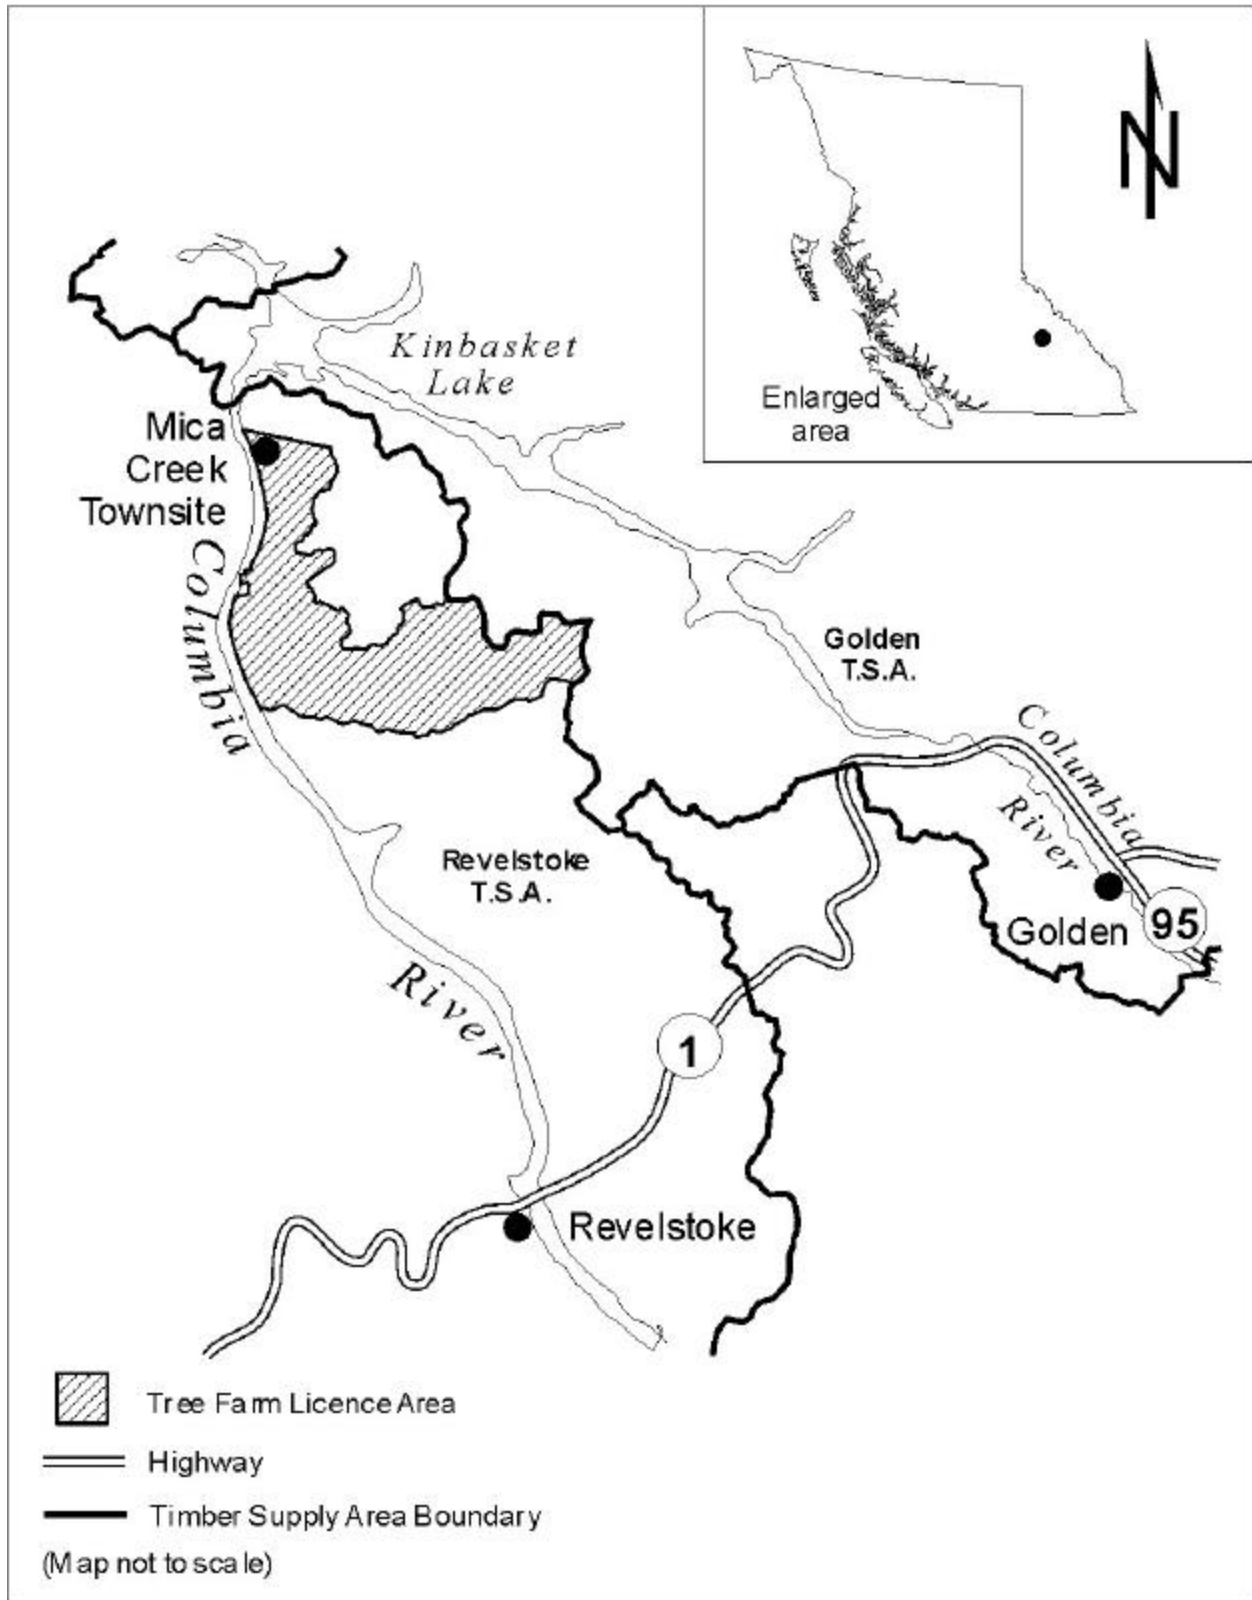 N
Enlarged
area
Kinbasket
Lake
Mica
Creek
Townsite
Columbia
River
Golden
T.S.A.
Columbia
River
Revelstoke
T.S.A.
Golden
95
1
Revelstoke
Tree Farm Licence Area
Highway
Timber Supply Area Boundary
(Map not to scale)